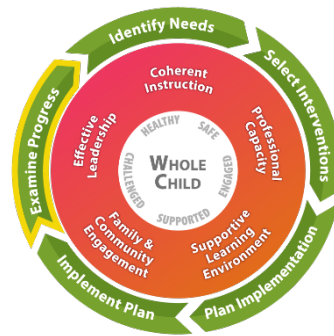 Identify Needs
Select Interventions
Plan Implementation
Implement Plan
Examine Progress
Coherent
Instruction
Professional
Capacity
Supportive
Learning
Environment
Family &
Community
Engagement
Effective
Leadership
HEALTHY
SAFE
ENGAGED
SUPPORTED
CHALLENGED
WHOLE
CHILD